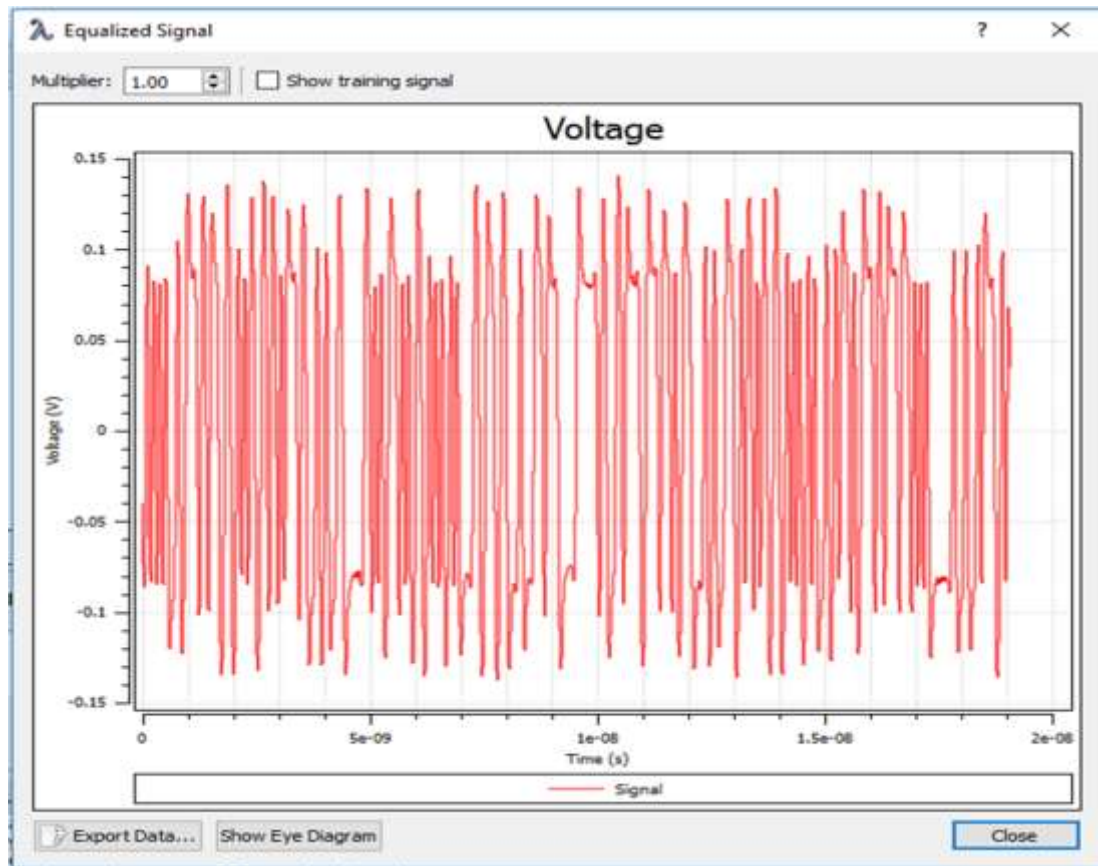 Equalized Signal ? ×
Multiplier: 1.00 Show training signal
Voltage
0.15
0.1
0.05
0
-0.05
-0.1
-0.15
Voltage (V)
0 5e-09 1e-08 1.5e-08 2e-08
Time (s)
Signal
Export Data... Show Eye Diagram Close